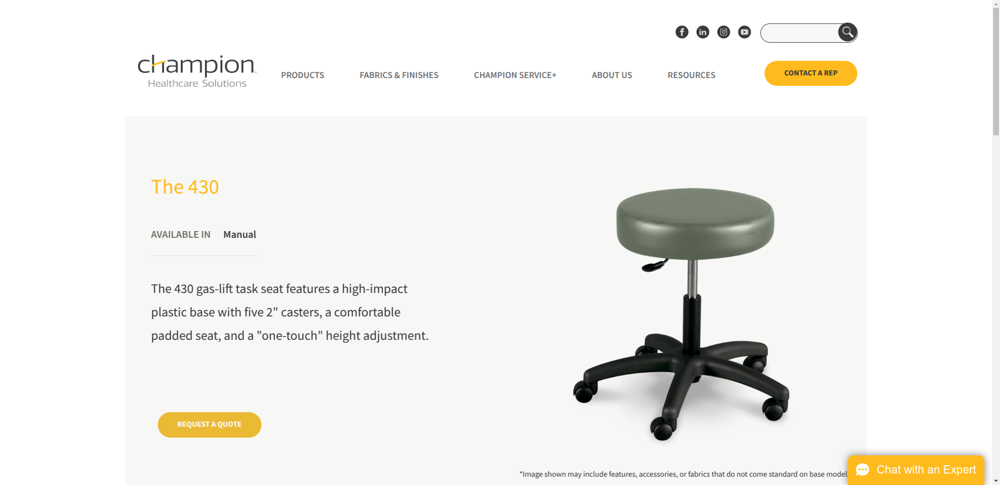 champion
Healthcare Solutions
PRODUCTS
FABRICS & FINISHES
CHAMPION SERVICE+
ABOUT US
RESOURCES
CONTACT A REP
The 430
AVAILABLE IN Manual
The 430 gas-lift task seat features a high-impact
plastic base with five 2" casters, a comfortable
padded seat, and a "one-touch" height adjustment.
REQUEST A QUOTE
*Image shown may include features, accessories, or fabrics that do not come standard on base model.
Chat with an Expert